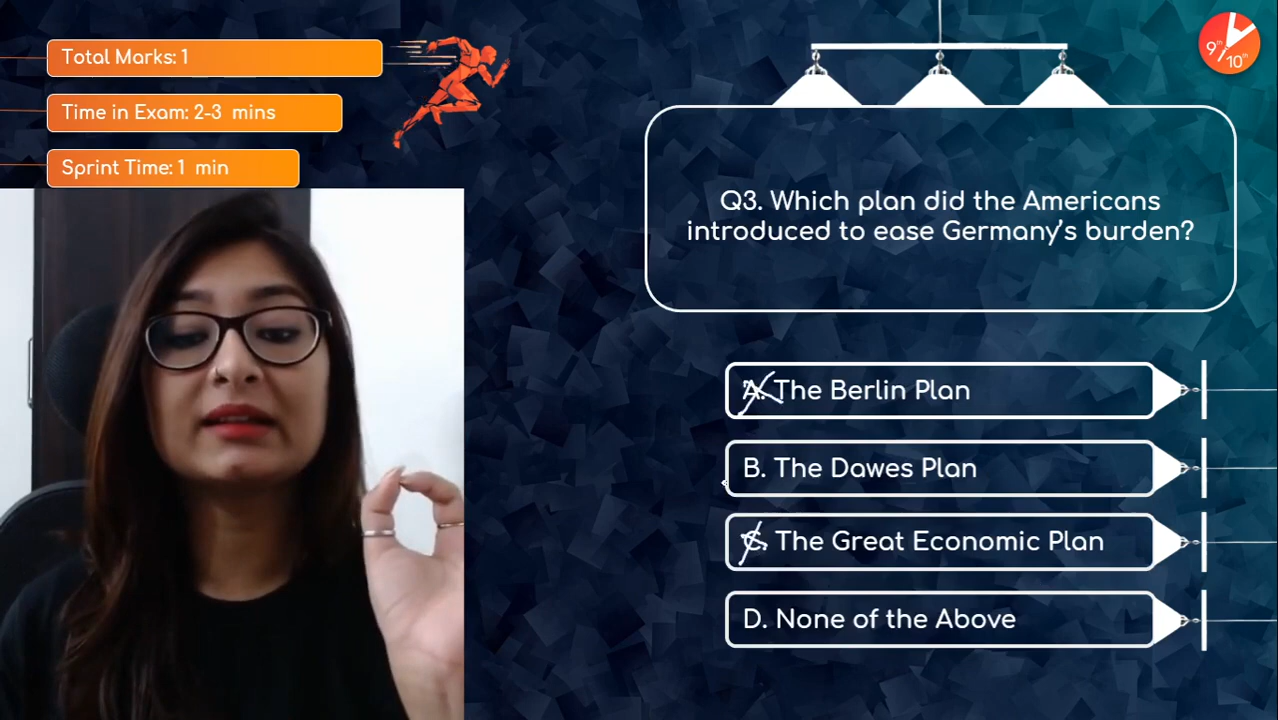 Total Marks: 1
Time in Exam: 2-3 mins
Sprint Time: 1 min
9th
10th
Q3. Which plan did the Americans
introduced to ease Germany's burden?
A. The Berlin Plan
B. The Dawes Plan
C. The Great Economic Plan
D. None of the Above